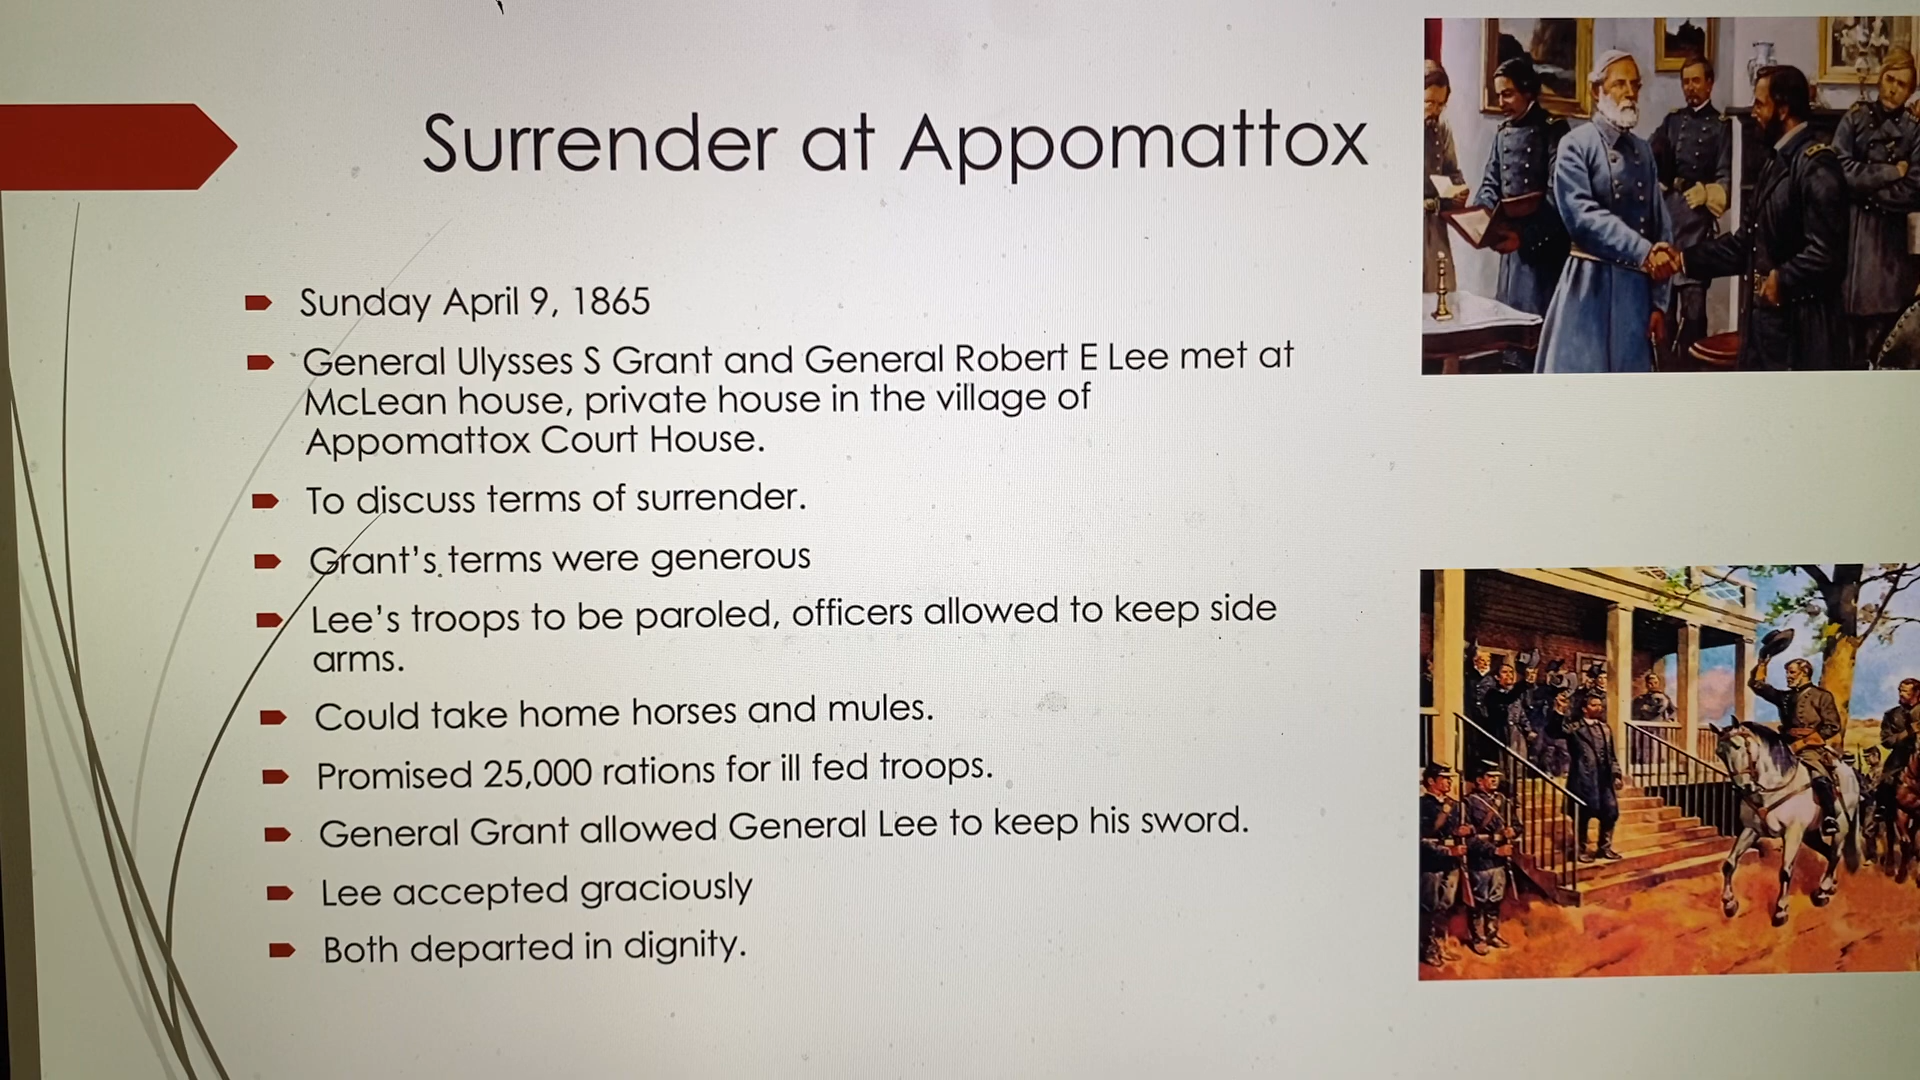 Surrender at Appomattox
Sunday April 9, 1865
General Ulysses S Grant and General Robert E Lee met at
McLean house, private house in the village of
Appomattox Court House.
To discuss terms of surrender.
Grant's terms were generous
Lee's troops to be paroled, officers allowed to keep side
arms.
Could take home horses and mules.
Promised 25,000 rations for ill fed troops.
General Grant allowed General Lee to keep his sword.
Lee accepted graciously
Both departed in dignity.